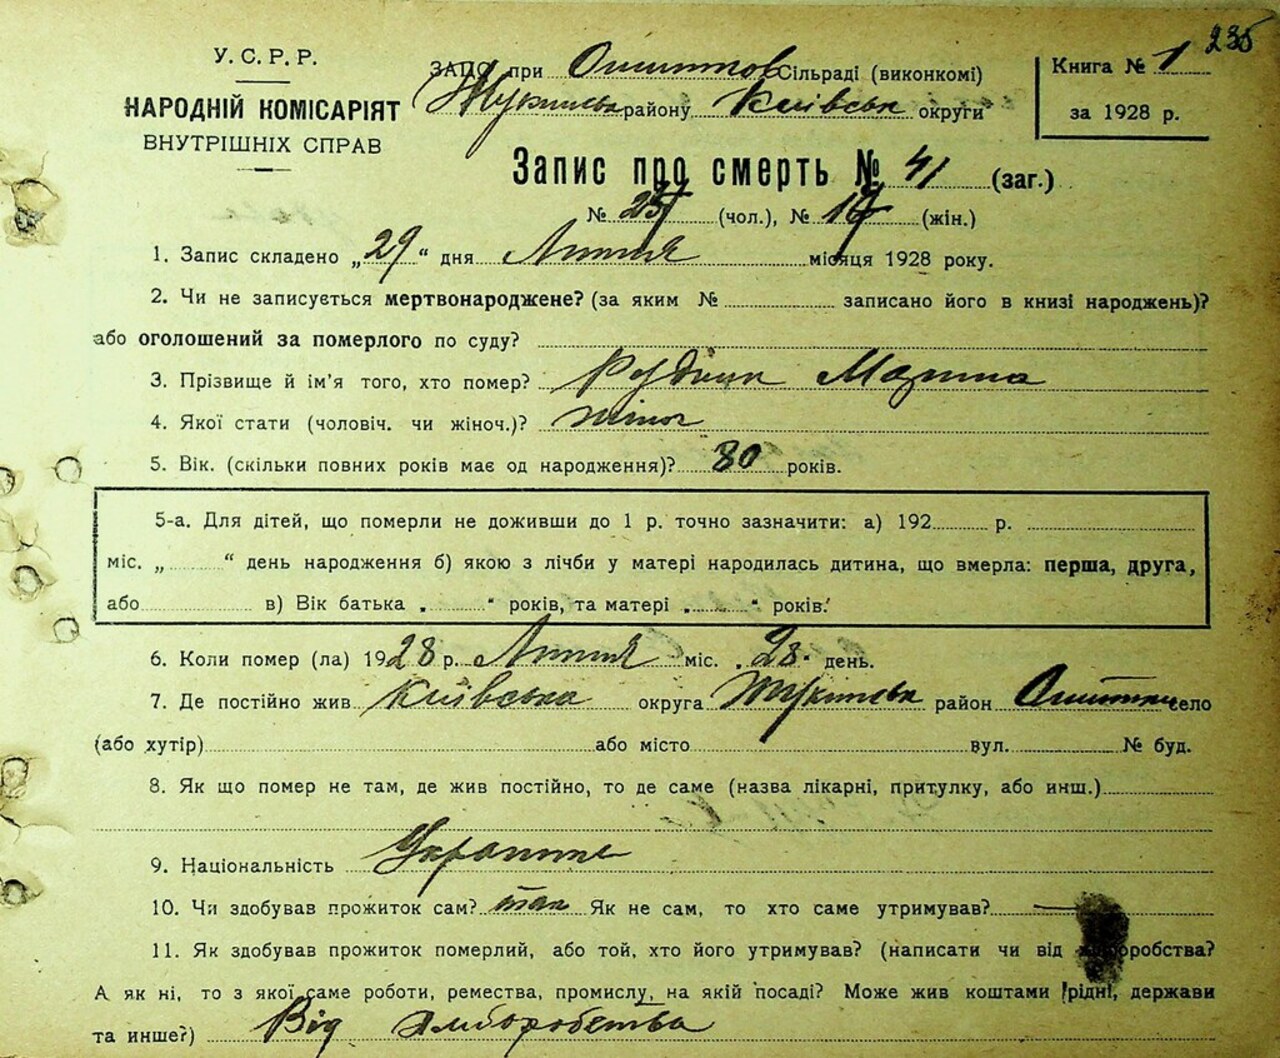 235
У.С.Р.Р.
НАРОДНІЙ КОМІСАРІЯТ
ВНУТРІШНІХ СПРАВ
ЗАПС при Ошитков Сільраді (виконкомі)
району Київськ округи
Книга № 1
за 1928 р.
Запис про смерть № 41 (заг.)
№ (чол.), № (жін.)
1. Запис складено „29“ дня Липня місяця 1928 року.
2. Чи не записується мертвонароджене? (за яким № записано його в книзі народжень)?
або оголошений за померлого по суду?
3. Прізвище й ім'я того, хто помер? Рудник Марина
4. Якої стати (чоловіч. чи жіноч.)? жіноч
5. Вік. (скільки повних років має од народження)? 80 років.
5-а. Для дітей, що померли не доживши до 1 р. точно зазначити: а) 192 р.
міс. „ “ день народження б) якою з лічби у матері народилась дитина, що вмерла: перша, друга,
або в) Вік батька „ “ років, та матері „ “ років.
6. Коли помер (ла) 1928 р. Липня міс. „28“ день.
7. Де постійно жив Київська округа район село
(або хутір) або місто вул. № буд.
8. Як що помер не там, де жив постійно, то де саме (назва лікарні, притулку, або инш.)
9. Національність Українка
10. Чи здобував прожиток сам? так Як не сам, то хто саме утримував? —
11. Як здобував прожиток померлий, або той, хто його утримував? (написати чи від хліборобства?
А як ні, то з якої саме роботи, ремества, промислу, на якій посаді? Може жив коштами рідні, держави
та инше?) Від хліборобства